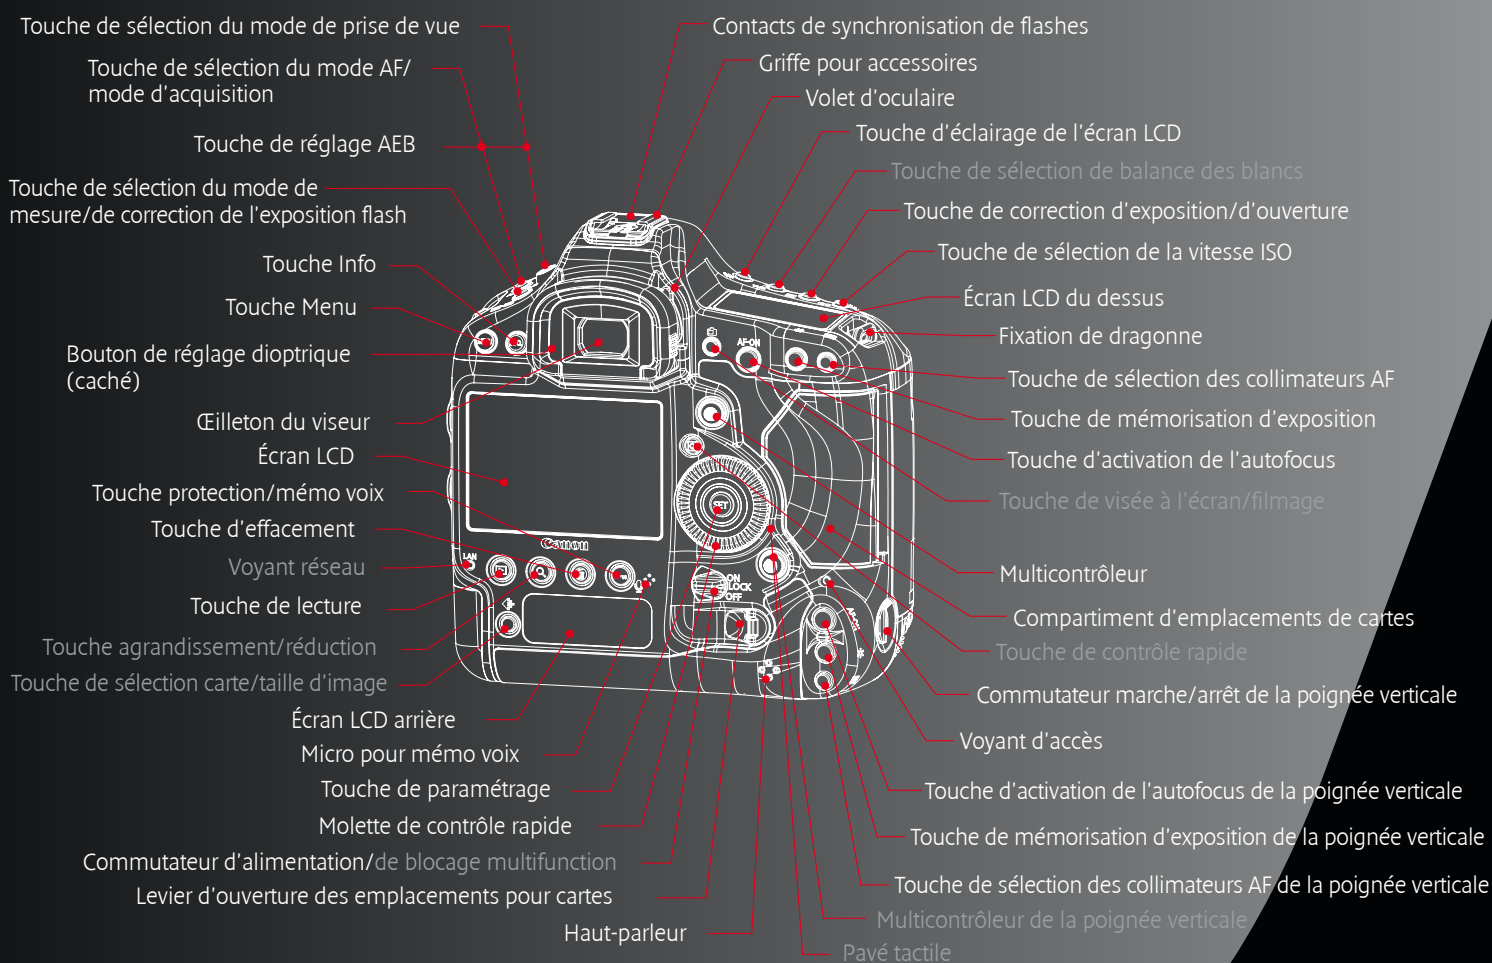 Touche de sélection du mode de prise de vue
Touche de sélection du mode AF/
mode d'acquisition
Touche de réglage AEB
Touche de sélection du mode de
mesure/de correction de l'exposition flash
Touche Info
Touche Menu
Bouton de réglage dioptrique
(caché)
Œilleton du viseur
Écran LCD
Touche protection/mémo voix
Touche d'effacement
Voyant réseau
Touche de lecture
Touche agrandissement/réduction
Touche de sélection carte/taille d'image
Écran LCD arrière
Micro pour mémo voix
Touche de paramétrage
Molette de contrôle rapide
Commutateur d'alimentation/de blocage multifunction
Levier d'ouverture des emplacements pour cartes
Haut-parleur
Contacts de synchronisation de flashes
Griffe pour accessoires
Volet d'oculaire
Touche d'éclairage de l'écran LCD
Touche de sélection de balance des blancs
Touche de correction d'exposition/d'ouverture
Touche de sélection de la vitesse ISO
Écran LCD du dessus
Fixation de dragonne
Touche de sélection des collimateurs AF
Touche de mémorisation d'exposition
Touche d'activation de l'autofocus
Touche de visée à l'écran/filmage
Multicontrôleur
Compartiment d'emplacements de cartes
Touche de contrôle rapide
Commutateur marche/arrêt de la poignée verticale
Voyant d'accès
Touche d'activation de l'autofocus de la poignée verticale
Touche de mémorisation d'exposition de la poignée verticale
Touche de sélection des collimateurs AF de la poignée verticale
Multicontrôleur de la poignée verticale
Pavé tactile
AF-ON
SET
Canon
LAN
ON
LOCK
OFF